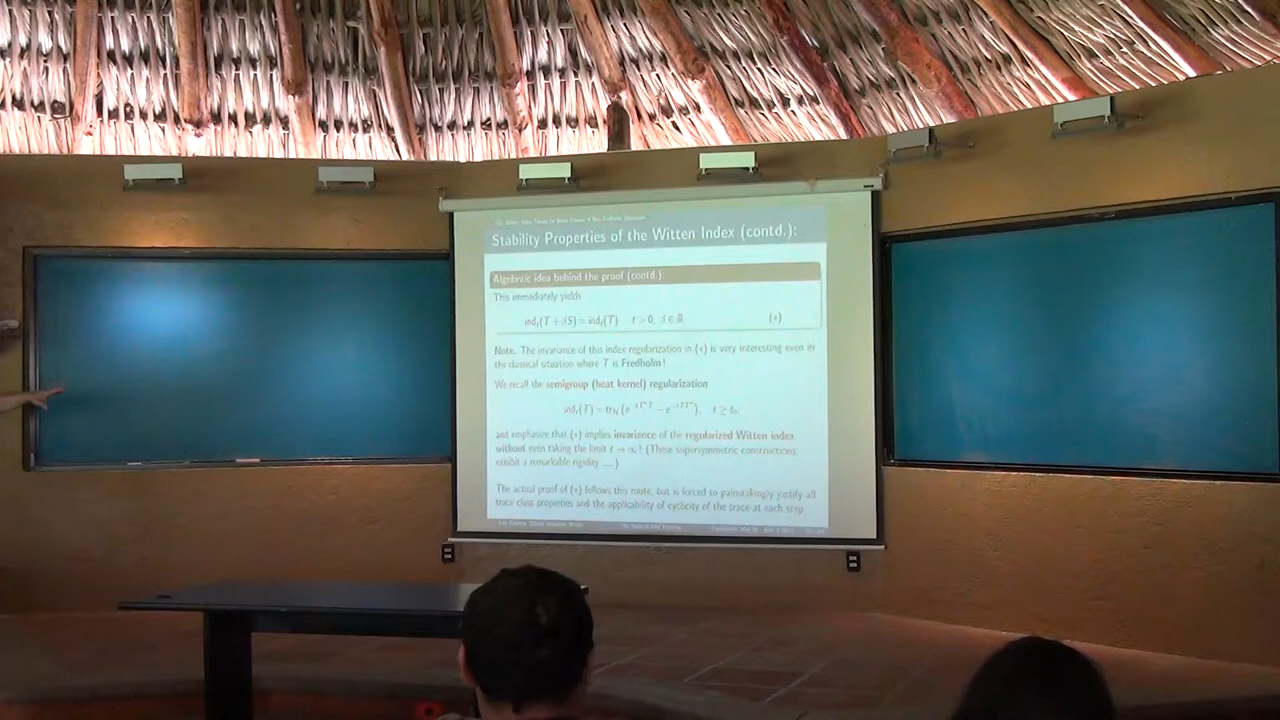 Stability Properties of the Witten Index (contd.):
Algebraic idea behind the proof (contd.):
This immediately yields
ind_t(T + βS) = ind_t(T) t > 0, β ∈ ℝ. (∗)
Note. The invariance of this index regularization in (∗) is very interesting even in
the classical situation where T is Fredholm!
We recall the semigroup (heat kernel) regularization
ind_t(T) = tr_H (e^{-tT*T} − e^{-tTT*}), t ≥ t₀,
and emphasize that (∗) implies invariance of the regularized Witten index
without even taking the limit t → ∞! (These supersymmetric constructions
exhibit a remarkable rigidity ....)
The actual proof of (∗) follows this route, but is forced to painstakingly justify all
trace class properties and the applicability of cyclicity of the trace at each step.